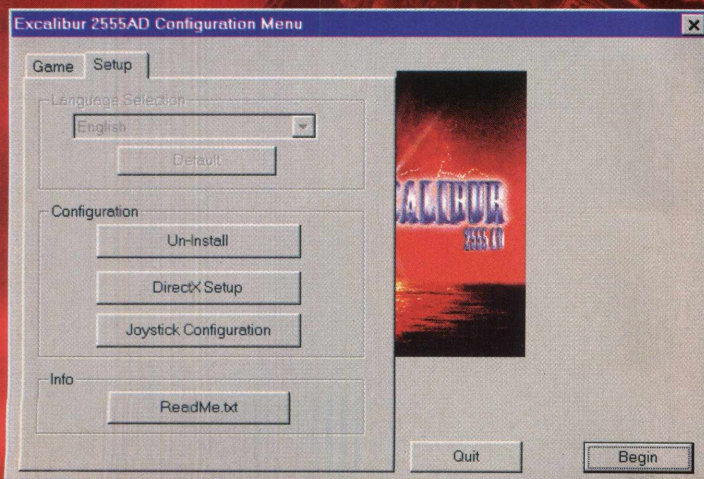 Excalibur 2555AD Configuration Menu
Game Setup
Language Selection
English
Default
Configuration
Un-Install
DirectX Setup
Joystick Configuration
Info
ReadMe.txt
CALIBUR
2555 AD
Quit
Begin